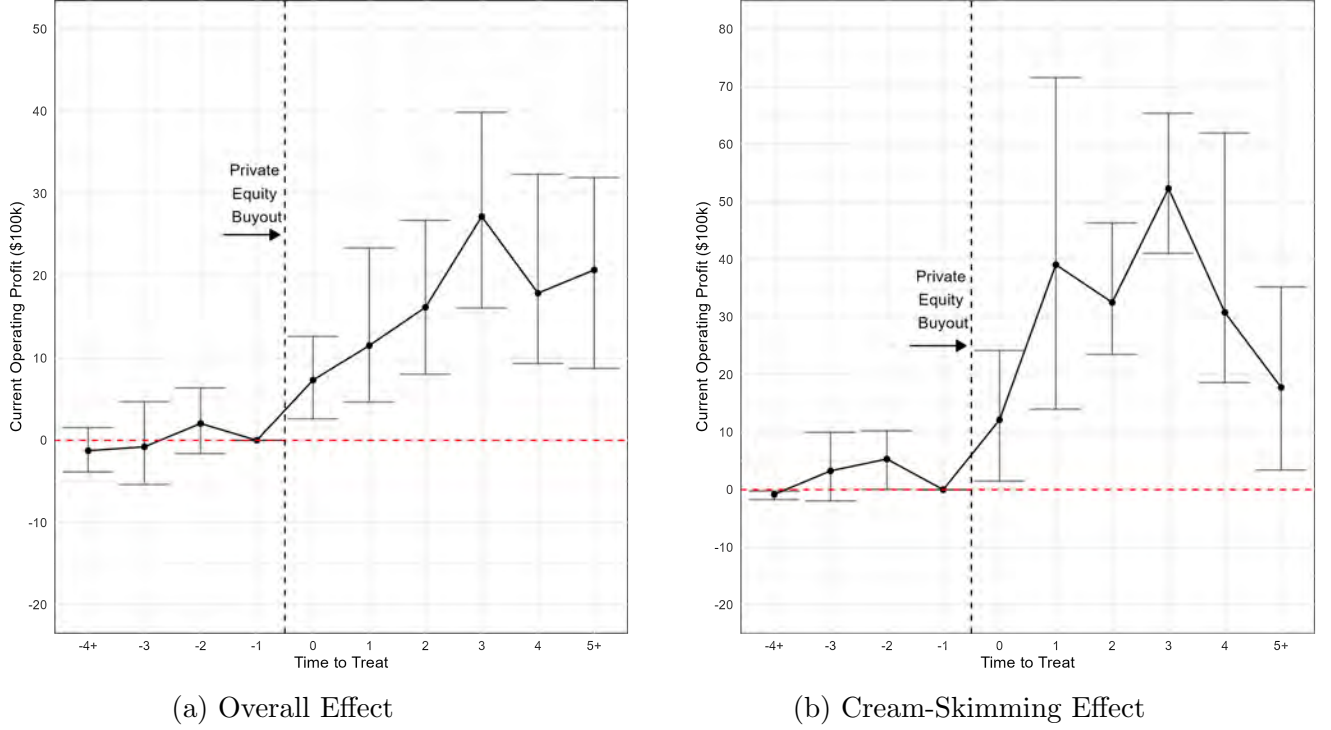 50
40
30
20
10
0
-10
-20
Current Operating Profit ($100k)
Private
Equity
Buyout
-4+ -3 -2 -1 0 1 2 3 4 5+
Time to Treat
(a) Overall Effect
80
70
60
50
40
30
20
10
0
-10
-20
Current Operating Profit ($100k)
Private
Equity
Buyout
-4+ -3 -2 -1 0 1 2 3 4 5+
Time to Treat
(b) Cream-Skimming Effect